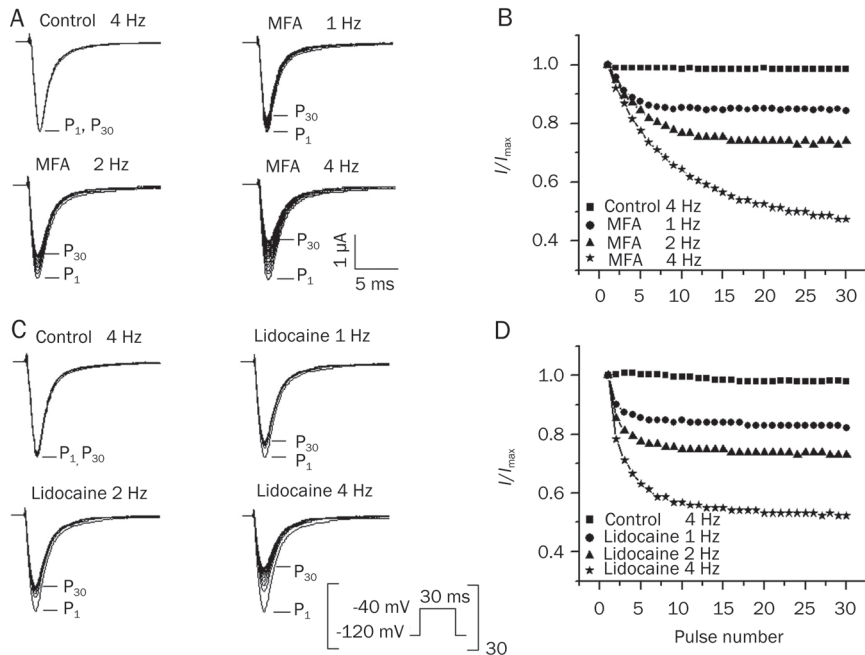 A
Control 4 Hz
P1, P30
MFA 1 Hz
P30
P1
MFA 2 Hz
P30
P1
MFA 4 Hz
P30
P1
1 µA
5 ms
B
I/Imax
1.0
0.8
0.6
0.4
Control 4 Hz
MFA 1 Hz
MFA 2 Hz
MFA 4 Hz
0 5 10 15 20 25 30
C
Control 4 Hz
P1, P30
Lidocaine 1 Hz
P30
P1
Lidocaine 2 Hz
P30
P1
Lidocaine 4 Hz
P30
P1
30 ms
-40 mV
-120 mV
30
D
I/Imax
1.0
0.8
0.6
0.4
Control 4 Hz
Lidocaine 1 Hz
Lidocaine 2 Hz
Lidocaine 4 Hz
0 5 10 15 20 25 30
Pulse number